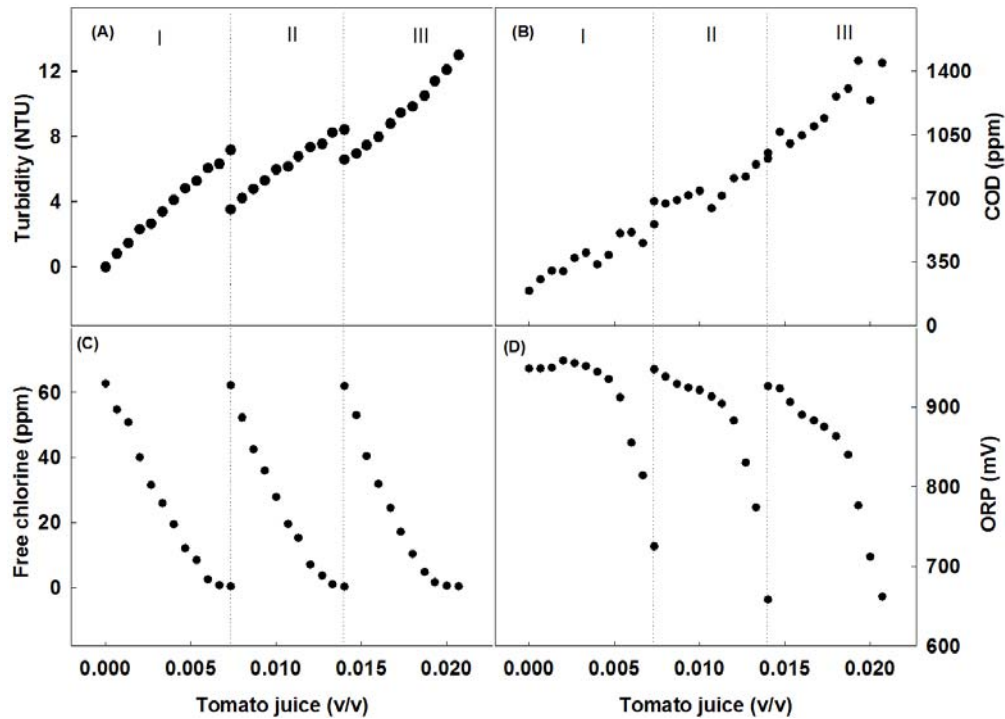 (A) I II III
(B) I II III
12
8
4
0
Turbidity (NTU)
1400
1050
700
350
0
COD (ppm)
(C)
(D)
60
40
20
0
Free chlorine (ppm)
900
800
700
600
ORP (mV)
0.000 0.005 0.010 0.015 0.020
0.000 0.005 0.010 0.015 0.020
Tomato juice (v/v)
Tomato juice (v/v)